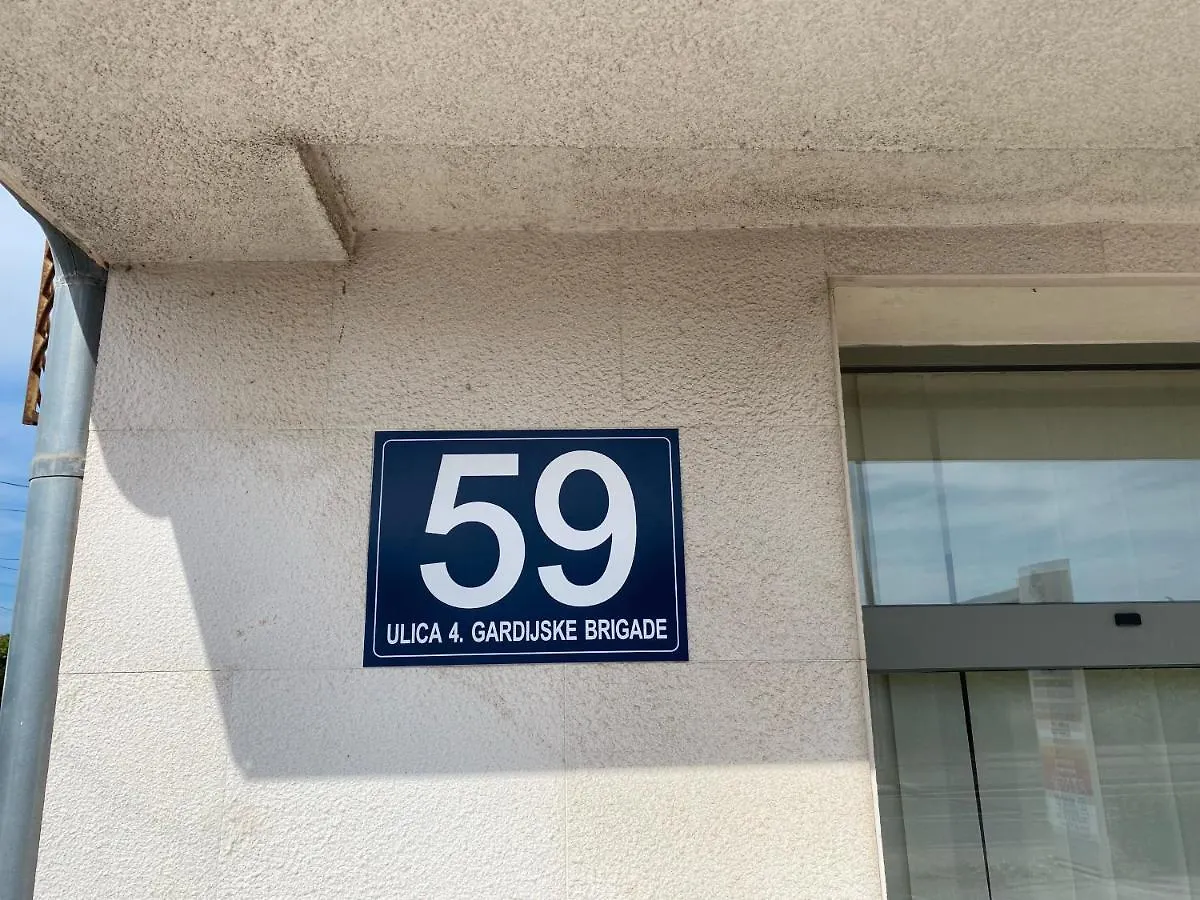 59
ULICA 4. GARDIJSKE BRIGADE